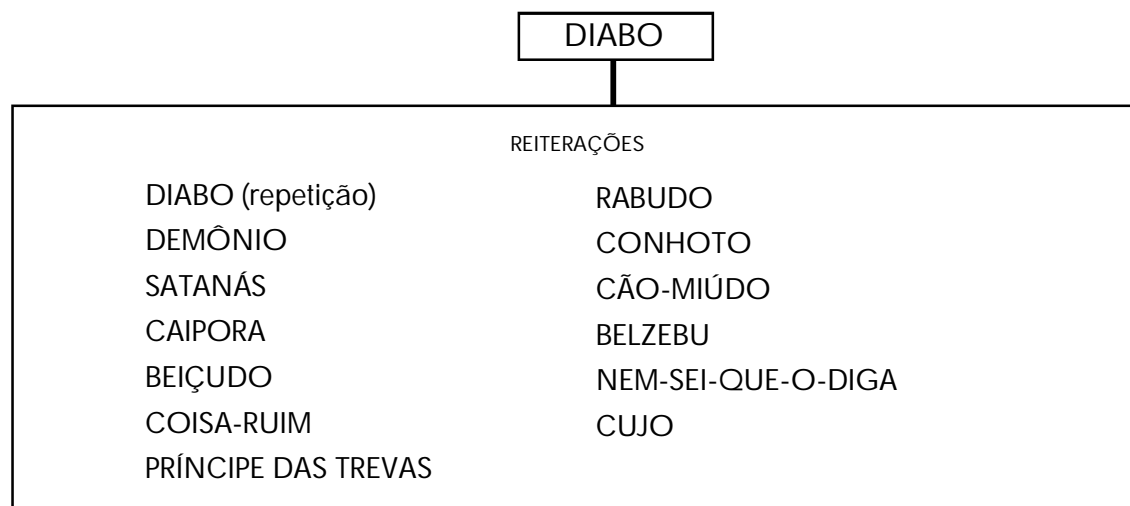 DIABO
REITERAÇÕES
DIABO (repetição)
DEMÔNIO
SATANÁS
CAIPORA
BEIÇUDO
COISA-RUIM
PRÍNCIPE DAS TREVAS
RABUDO
CONHOTO
CÃO-MIÚDO
BELZEBU
NEM-SEI-QUE-O-DIGA
CUJO